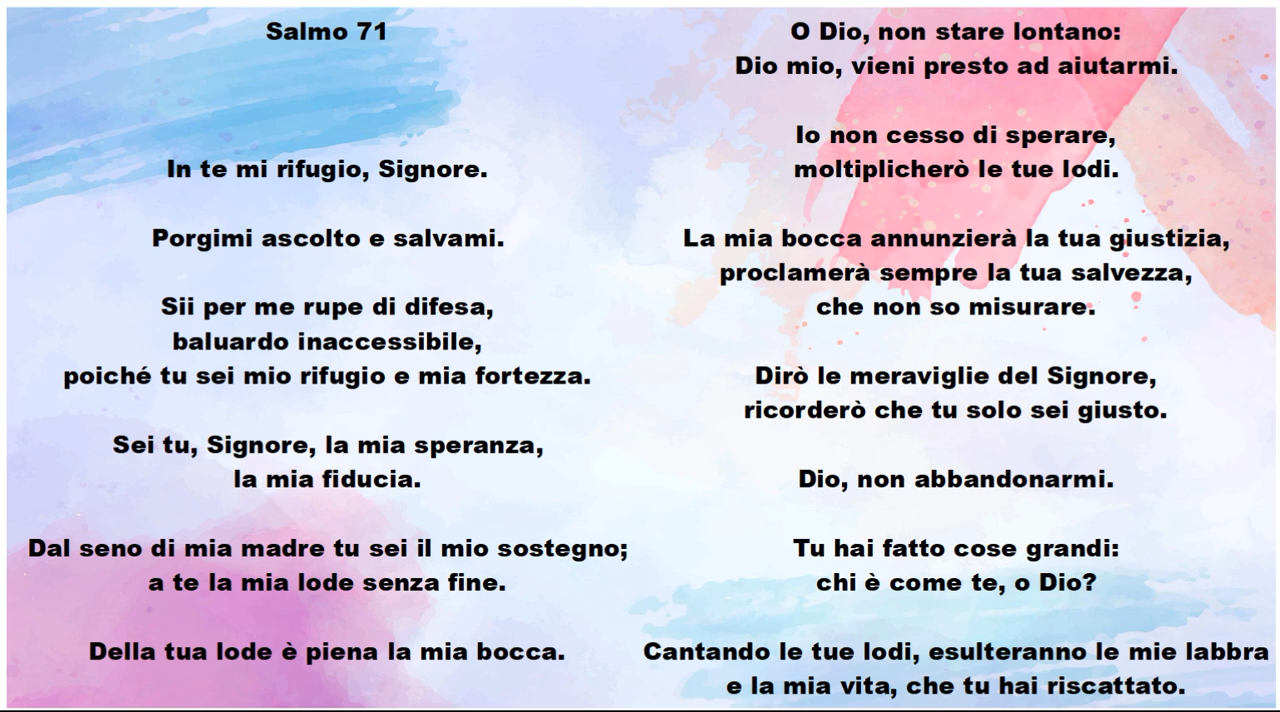 Salmo 71
In te mi rifugio, Signore.
Porgimi ascolto e salvami.
Sii per me rupe di difesa,
baluardo inaccessibile,
poiché tu sei mio rifugio e mia fortezza.
Sei tu, Signore, la mia speranza,
la mia fiducia.
Dal seno di mia madre tu sei il mio sostegno;
a te la mia lode senza fine.
Della tua lode è piena la mia bocca.
O Dio, non stare lontano:
Dio mio, vieni presto ad aiutarmi.
Io non cesso di sperare,
moltiplicherò le tue lodi.
La mia bocca annunzierà la tua giustizia,
proclamerà sempre la tua salvezza,
che non so misurare.
Dirò le meraviglie del Signore,
ricorderò che tu solo sei giusto.
Dio, non abbandonarmi.
Tu hai fatto cose grandi:
chi è come te, o Dio?
Cantando le tue lodi, esulteranno le mie labbra
e la mia vita, che tu hai riscattato.